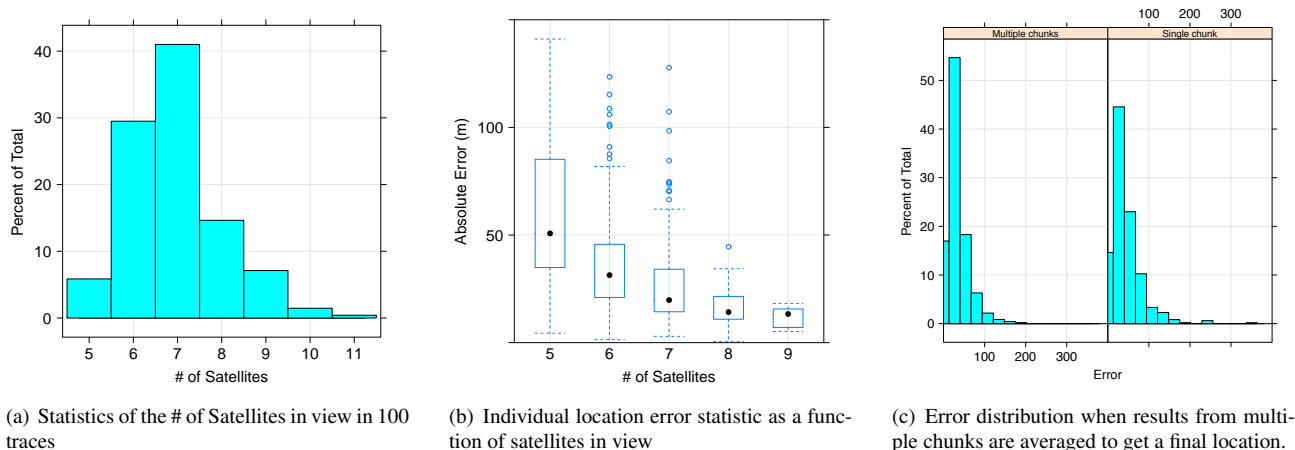 40
30
20
10
0
Percent of Total
5 6 7 8 9 10 11
# of Satellites
(a) Statistics of the # of Satellites in view in 100
traces
100
50
Absolute Error (m)
5 6 7 8 9
# of Satellites
(b) Individual location error statistic as a func-
tion of satellites in view
100 200 300
Multiple chunks Single chunk
50
40
30
20
10
0
Percent of Total
100 200 300
Error
(c) Error distribution when results from multi-
ple chunks are averaged to get a final location.